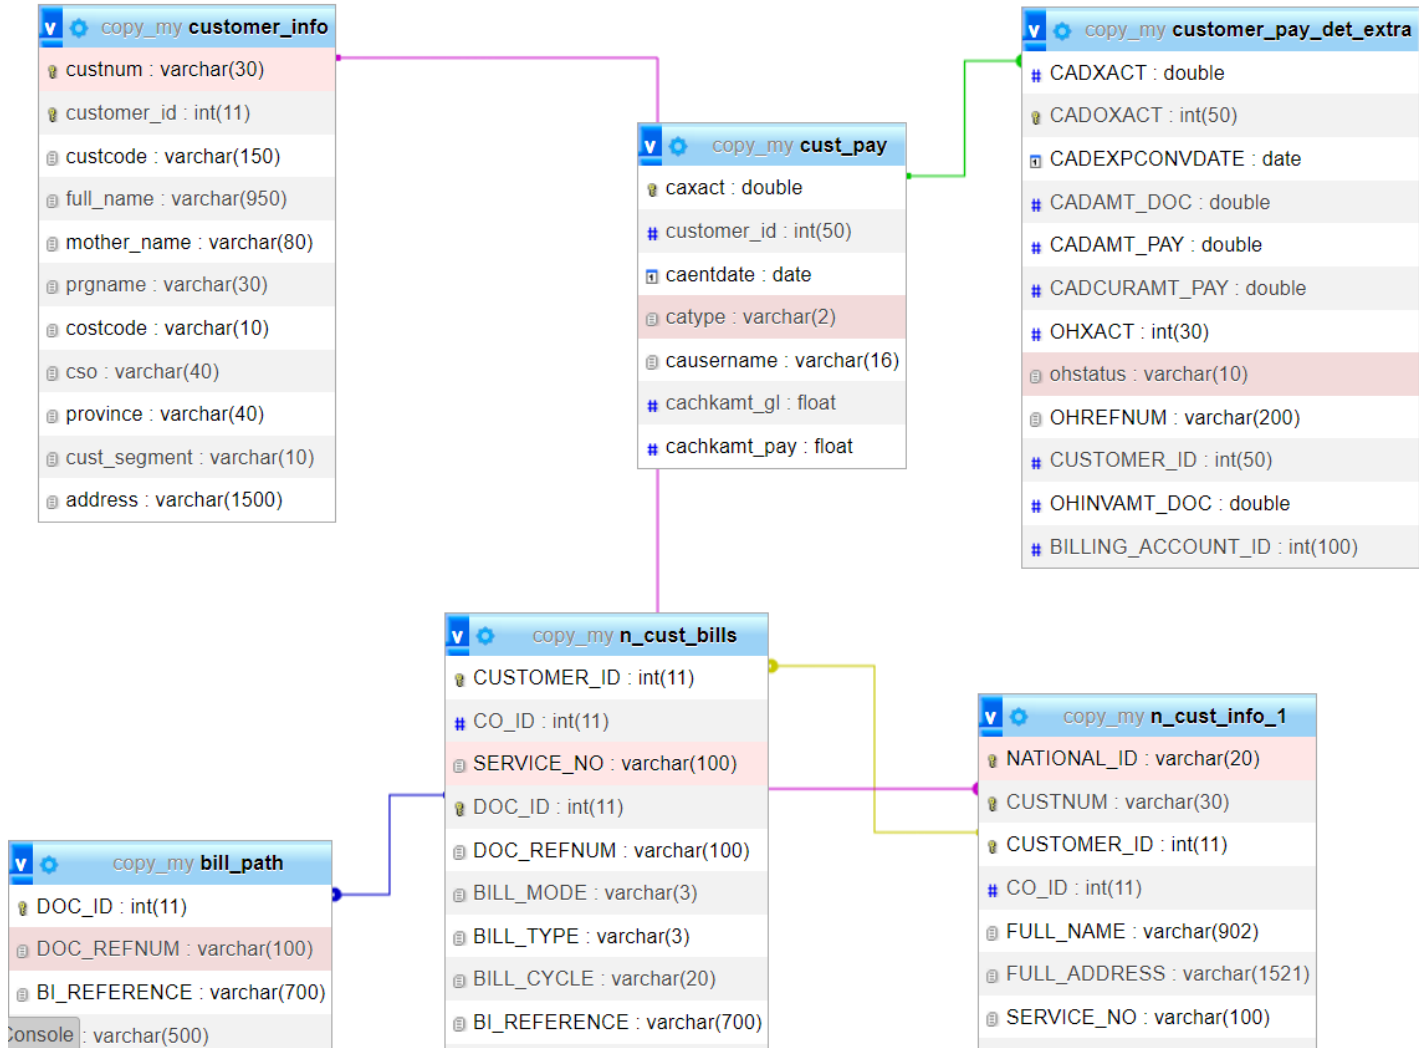 v copy_my customer_info
custnum : varchar(30)
customer_id : int(11)
custcode : varchar(150)
full_name : varchar(950)
mother_name : varchar(80)
prgname : varchar(30)
costcode : varchar(10)
cso : varchar(40)
province : varchar(40)
cust_segment : varchar(10)
address : varchar(1500)
v copy_my cust_pay
caxact : double
# customer_id : int(50)
caentdate : date
catype : varchar(2)
causername : varchar(16)
# cachkamt_gl : float
# cachkamt_pay : float
v copy_my customer_pay_det_extra
# CADXACT : double
CADOXACT : int(50)
CADEXPCONVDATE : date
# CADAMT_DOC : double
# CADAMT_PAY : double
# CADCURAMT_PAY : double
# OHXACT : int(30)
ohstatus : varchar(10)
OHREFNUM : varchar(200)
# CUSTOMER_ID : int(50)
# OHINVAMT_DOC : double
# BILLING_ACCOUNT_ID : int(100)
v copy_my n_cust_bills
CUSTOMER_ID : int(11)
# CO_ID : int(11)
SERVICE_NO : varchar(100)
DOC_ID : int(11)
DOC_REFNUM : varchar(100)
BILL_MODE : varchar(3)
BILL_TYPE : varchar(3)
BILL_CYCLE : varchar(20)
BI_REFERENCE : varchar(700)
v copy_my n_cust_info_1
NATIONAL_ID : varchar(20)
CUSTNUM : varchar(30)
CUSTOMER_ID : int(11)
# CO_ID : int(11)
FULL_NAME : varchar(902)
FULL_ADDRESS : varchar(1521)
SERVICE_NO : varchar(100)
v copy_my bill_path
DOC_ID : int(11)
DOC_REFNUM : varchar(100)
BI_REFERENCE : varchar(700)
Console : varchar(500)